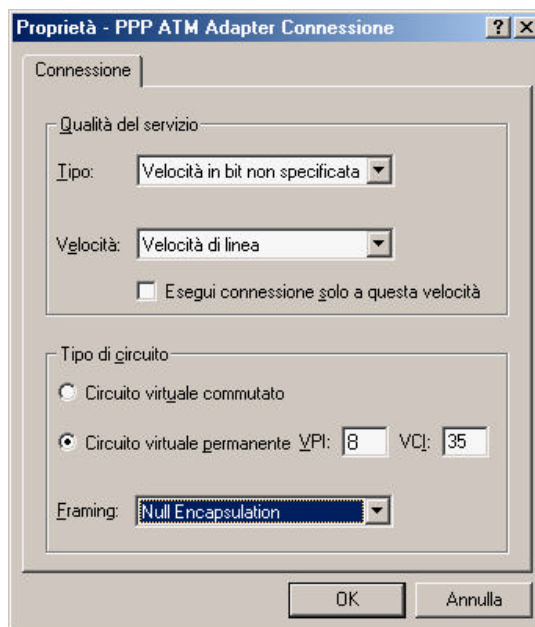 Proprietà - PPP ATM Adapter Connessione
Connessione
Qualità del servizio
Tipo: Velocità in bit non specificata
Velocità: Velocità di linea
Esegui connessione solo a questa velocità
Tipo di circuito
Circuito virtuale commutato
Circuito virtuale permanente VPI: 8 VCI: 35
Framing: Null Encapsulation
OK Annulla